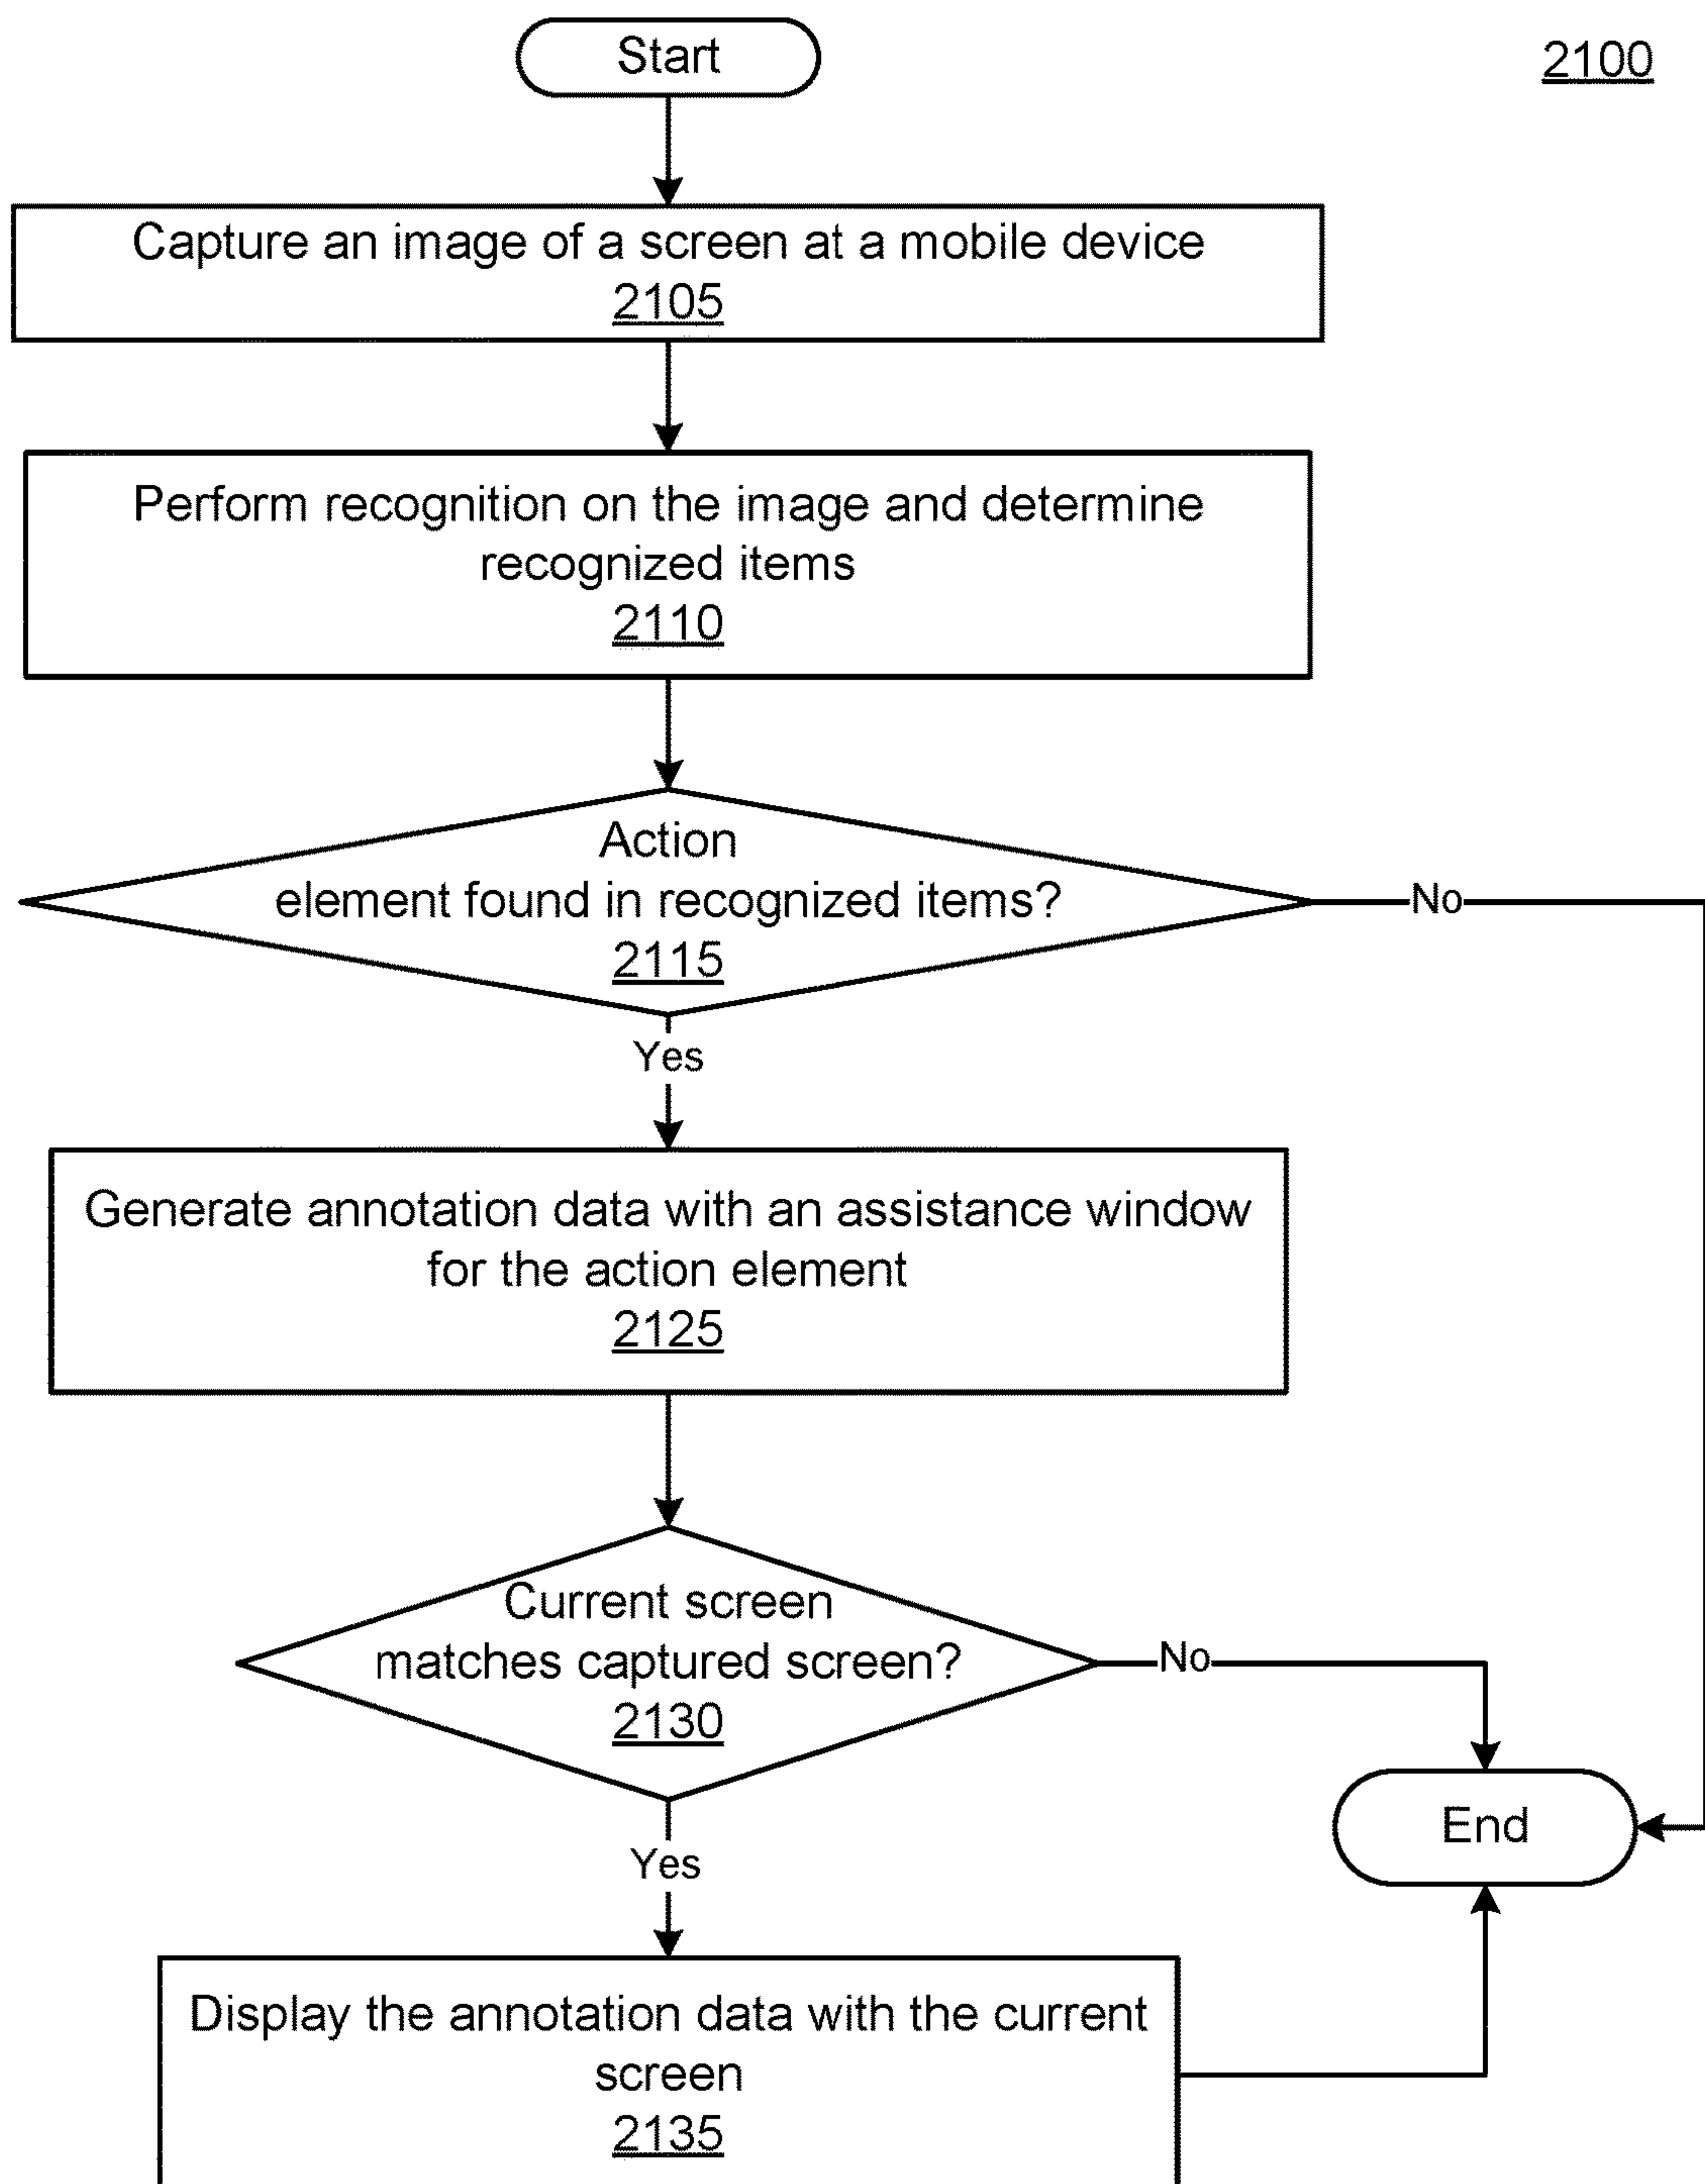 Start
2100
Capture an image of a screen at a mobile device
2105
Perform recognition on the image and determine
recognized items
2110
Action
element found in recognized items?
2115
No
Yes
Generate annotation data with an assistance window
for the action element
2125
Current screen
matches captured screen?
2130
No
Yes
End
Display the annotation data with the current
screen
2135